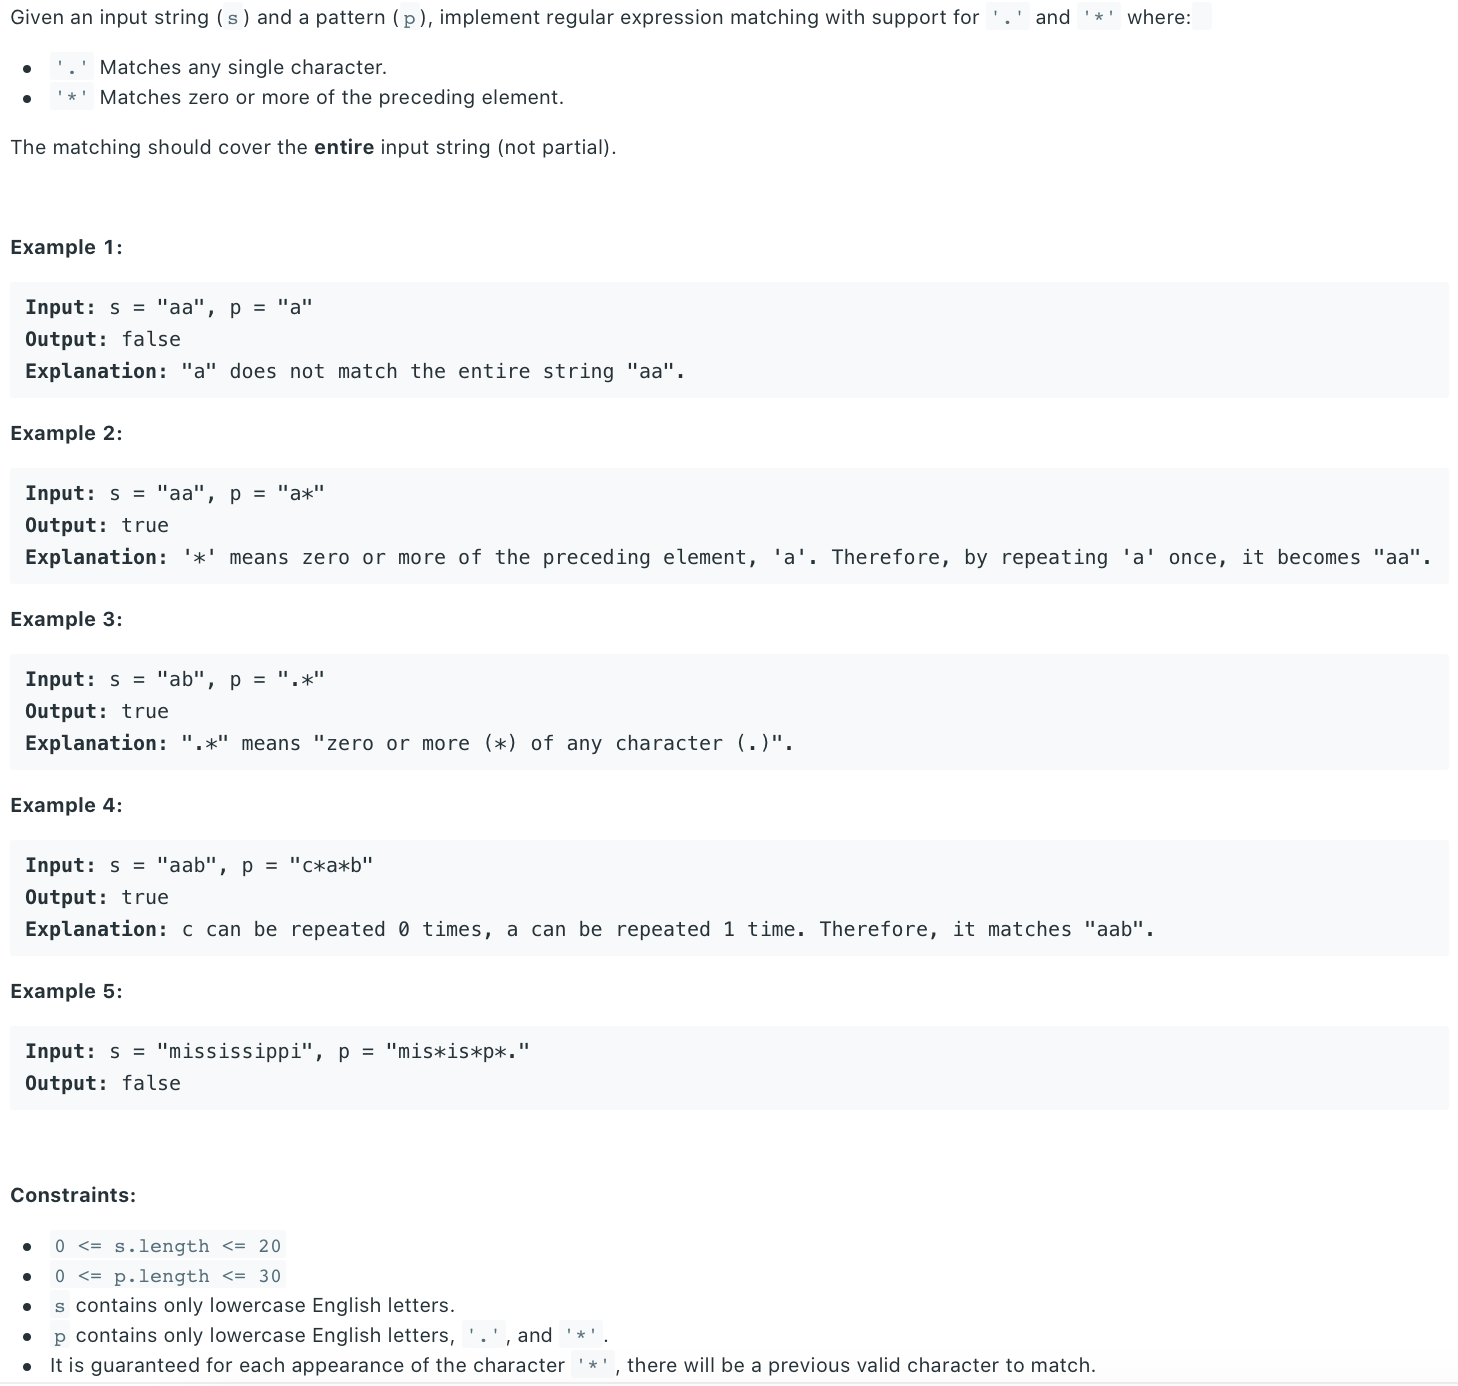 Given an input string (s) and a pattern (p), implement regular expression matching with support for '.' and '*' where:
• '.' Matches any single character.
• '*' Matches zero or more of the preceding element.
The matching should cover the entire input string (not partial).
Example 1:
Input: s = "aa", p = "a"
Output: false
Explanation: "a" does not match the entire string "aa".
Example 2:
Input: s = "aa", p = "a*"
Output: true
Explanation: '*' means zero or more of the preceding element, 'a'. Therefore, by repeating 'a' once, it becomes "aa".
Example 3:
Input: s = "ab", p = ".*"
Output: true
Explanation: ".*" means "zero or more (*) of any character (.)".
Example 4:
Input: s = "aab", p = "c*a*b"
Output: true
Explanation: c can be repeated 0 times, a can be repeated 1 time. Therefore, it matches "aab".
Example 5:
Input: s = "mississippi", p = "mis*is*p*."
Output: false
Constraints:
• 0 <= s.length <= 20
• 0 <= p.length <= 30
• s contains only lowercase English letters.
• p contains only lowercase English letters, '.', and '*'.
• It is guaranteed for each appearance of the character '*', there will be a previous valid character to match.